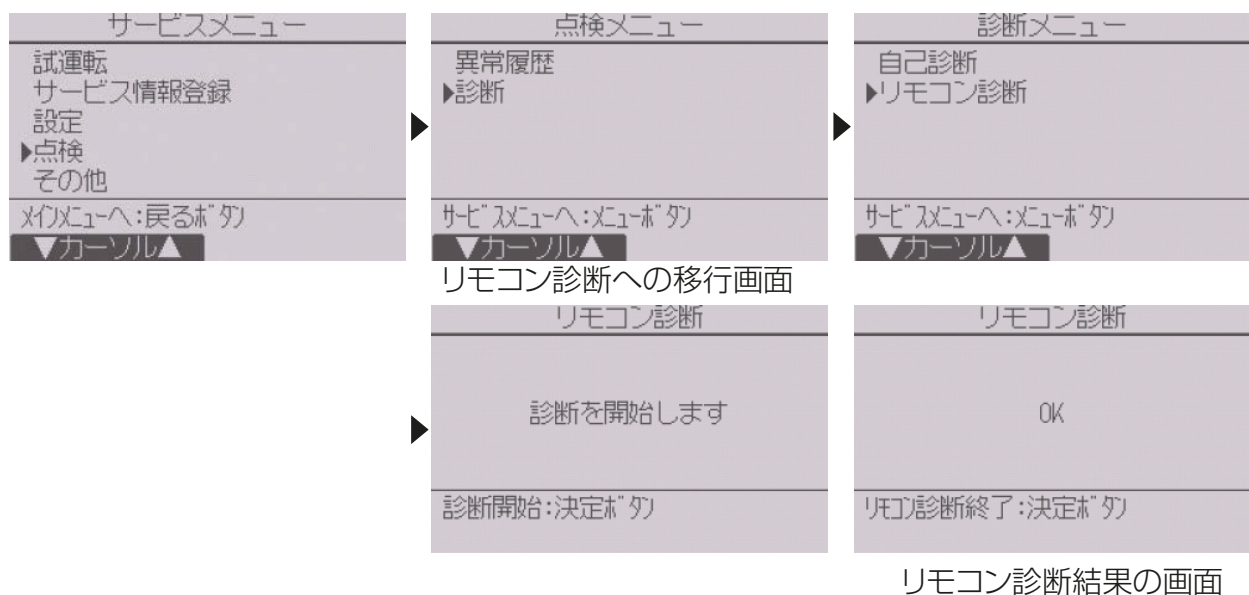 サービスメニュー
試運転
サービス情報登録
設定
▶点検
その他
メインメニューへ:戻るボタン
▼カーソル▲
点検メニュー
異常履歴
▶診断
サービスメニューへ:メニューボタン
▼カーソル▲
診断メニュー
自己診断
▶リモコン診断
サービスメニューへ:メニューボタン
▼カーソル▲
リモコン診断への移行画面
リモコン診断
診断を開始します
診断開始:決定ボタン
リモコン診断
OK
リモコン診断終了:決定ボタン
リモコン診断結果の画面